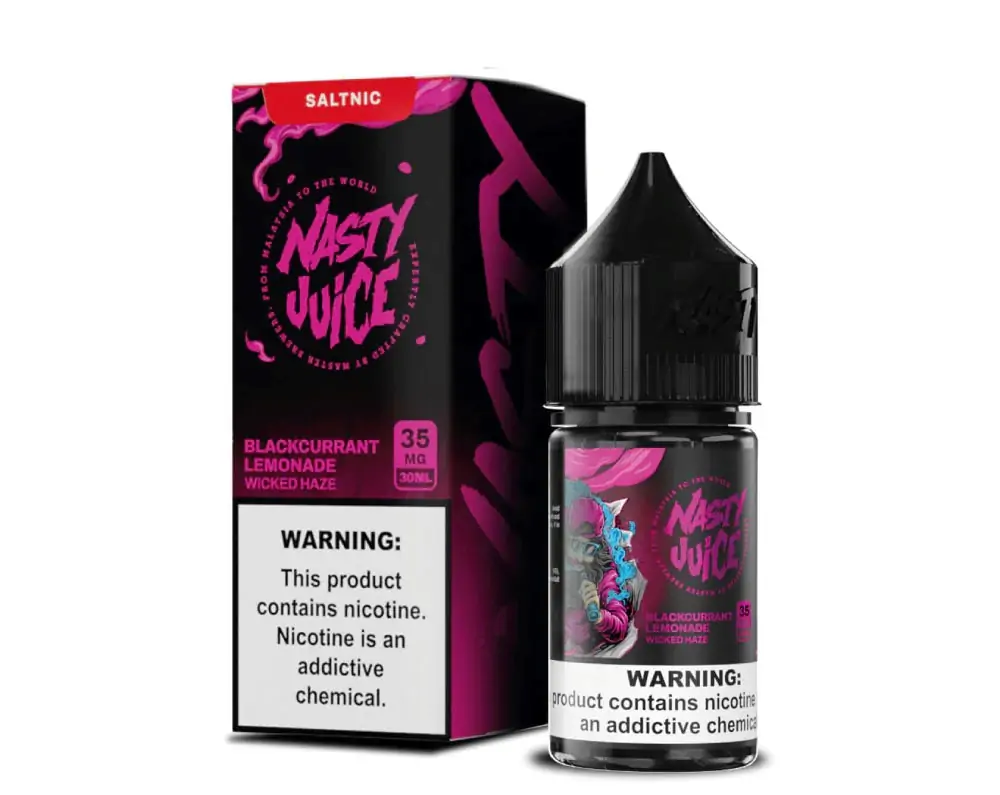 SALTNIC
FROM MALAYSIA TO THE WORLD
EXPERTLY CRAFTED BY MASTER BREWERS
NASTY
JUICE
BLACKCURRANT
LEMONADE
WICKED HAZE
35
MG
30ML
WARNING:
This product
contains nicotine.
Nicotine is an
addictive
chemical.
NASTY
JUICE
BLACKCURRANT
LEMONADE
WICKED HAZE
35
WARNING:
product contains nicotine
an addictive chemica